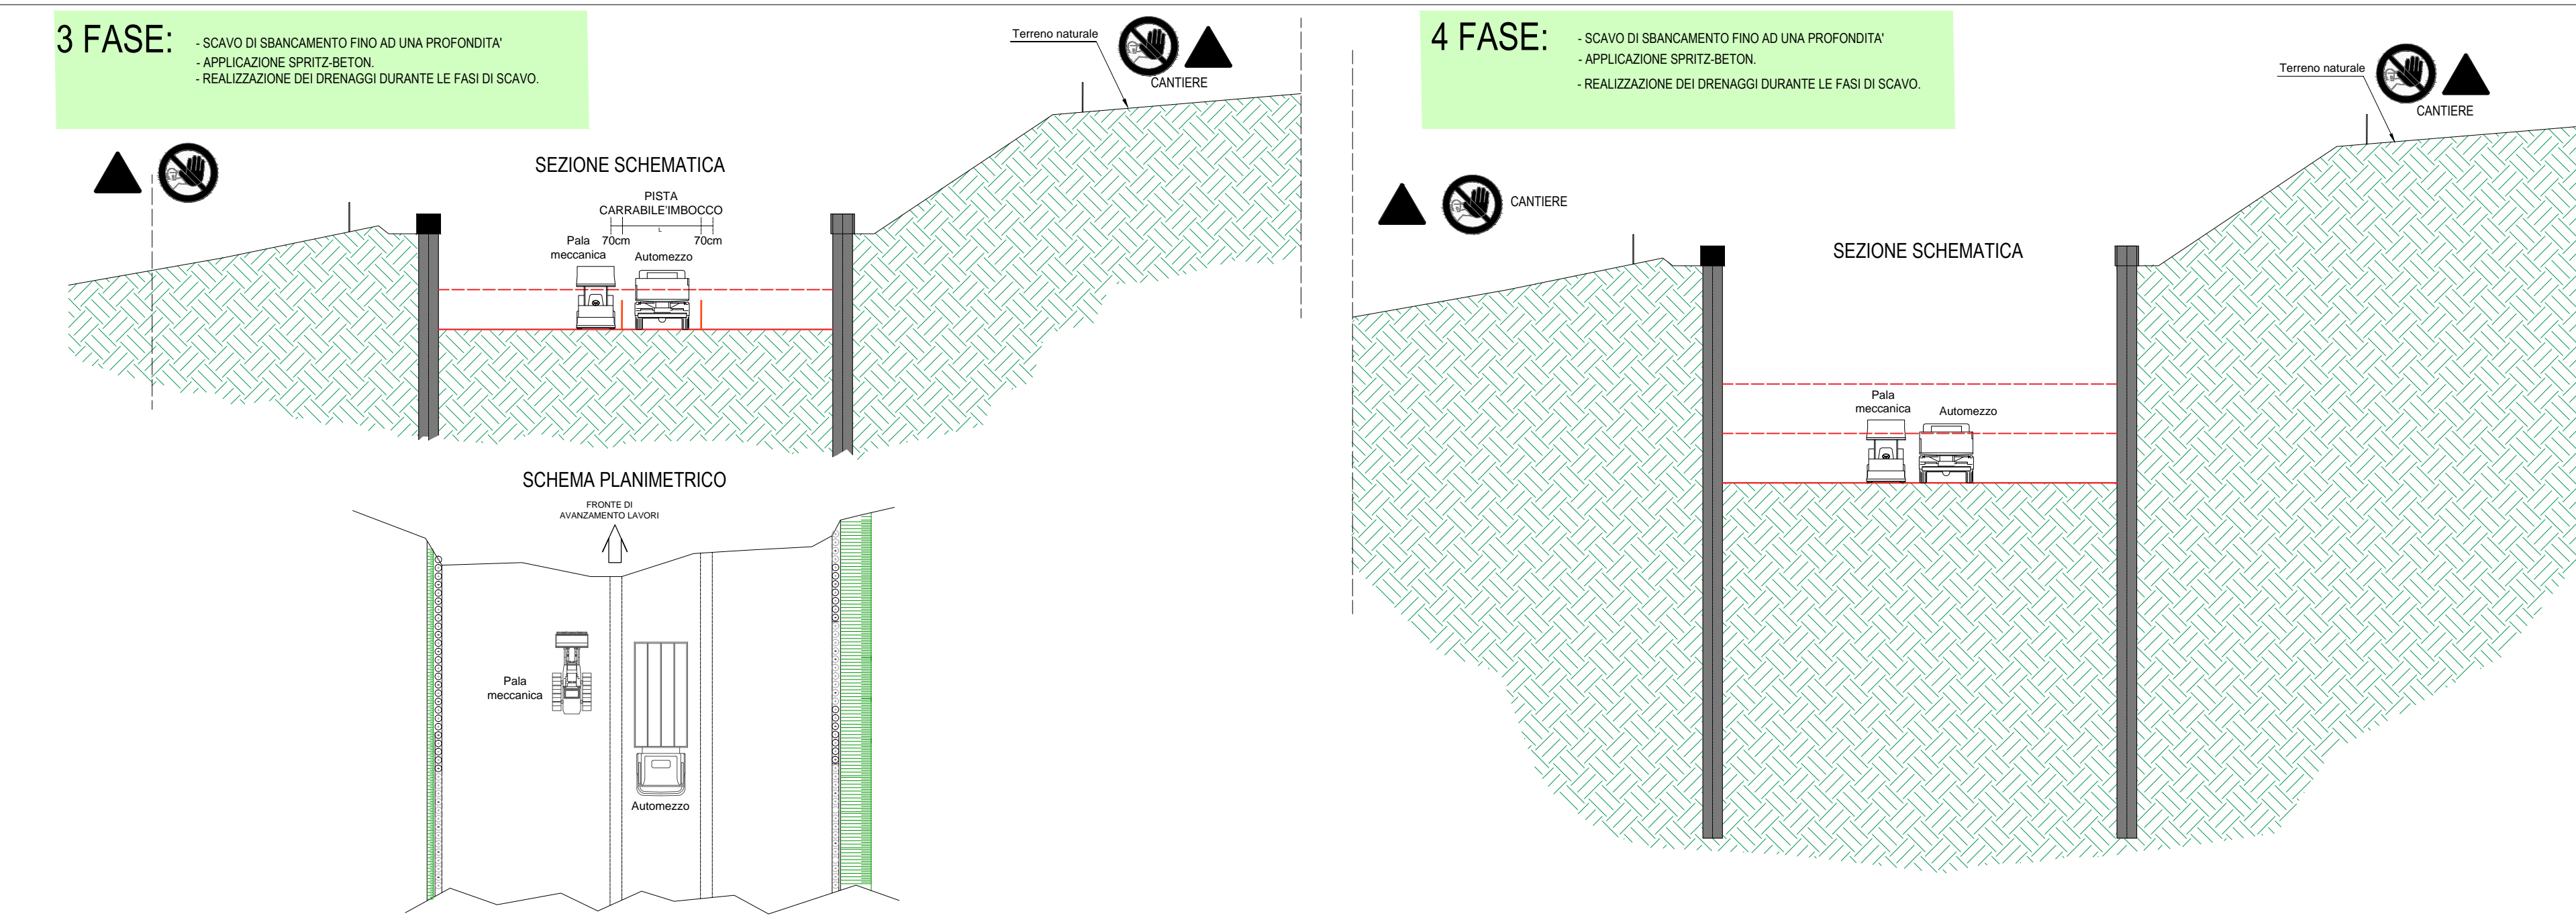 3 FASE:
- SCAVO DI SBANCAMENTO FINO AD UNA PROFONDITA'
- APPLICAZIONE SPRITZ-BETON.
- REALIZZAZIONE DEI DRENAGGI DURANTE LE FASI DI SCAVO.
Terreno naturale
CANTIERE
SEZIONE SCHEMATICA
PISTA
CARRABILE'IMBOCCO
L
70cm
70cm
Pala
meccanica
Automezzo
SCHEMA PLANIMETRICO
FRONTE DI
AVANZAMENTO LAVORI
Pala
meccanica
Automezzo
4 FASE:
- SCAVO DI SBANCAMENTO FINO AD UNA PROFONDITA'
- APPLICAZIONE SPRITZ-BETON.
- REALIZZAZIONE DEI DRENAGGI DURANTE LE FASI DI SCAVO.
Terreno naturale
CANTIERE
CANTIERE
SEZIONE SCHEMATICA
Pala
meccanica
Automezzo